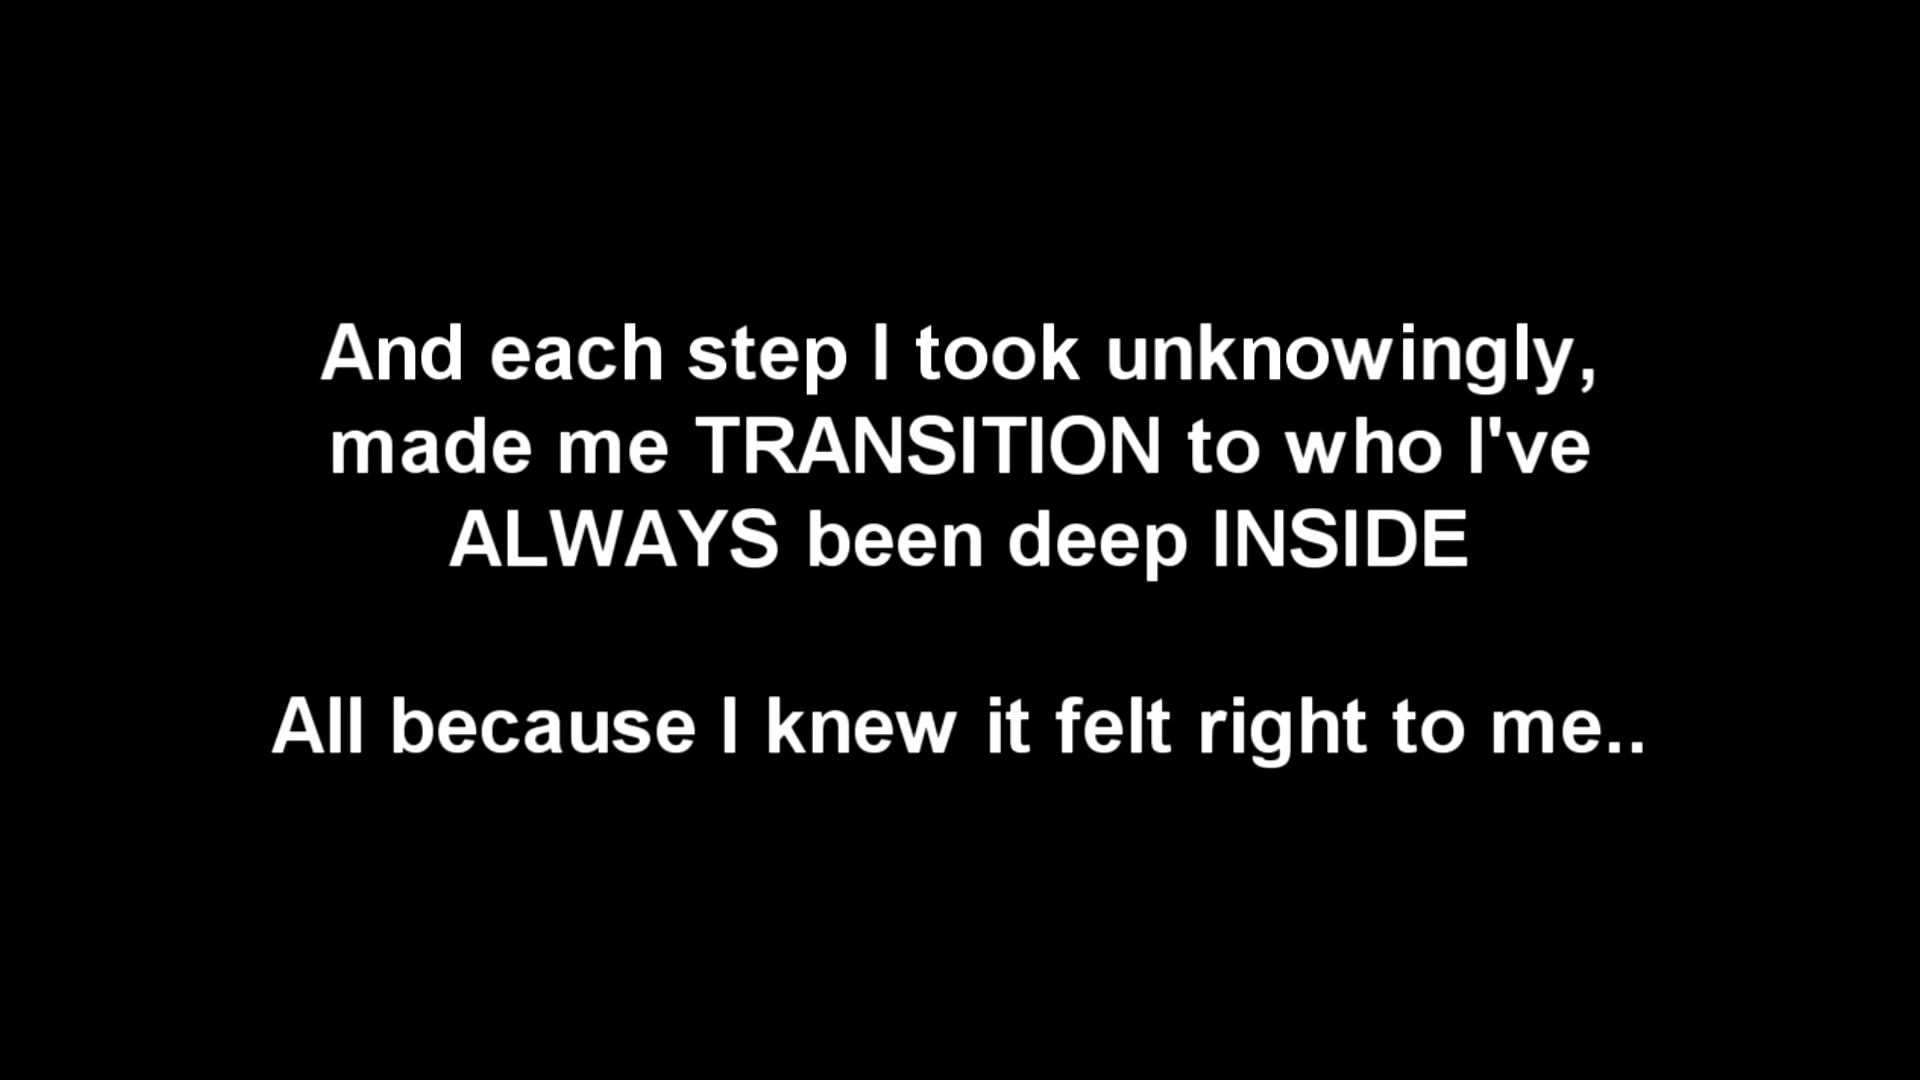 And each step I took unknowingly,
made me TRANSITION to who I've
ALWAYS been deep INSIDE
All because I knew it felt right to me..